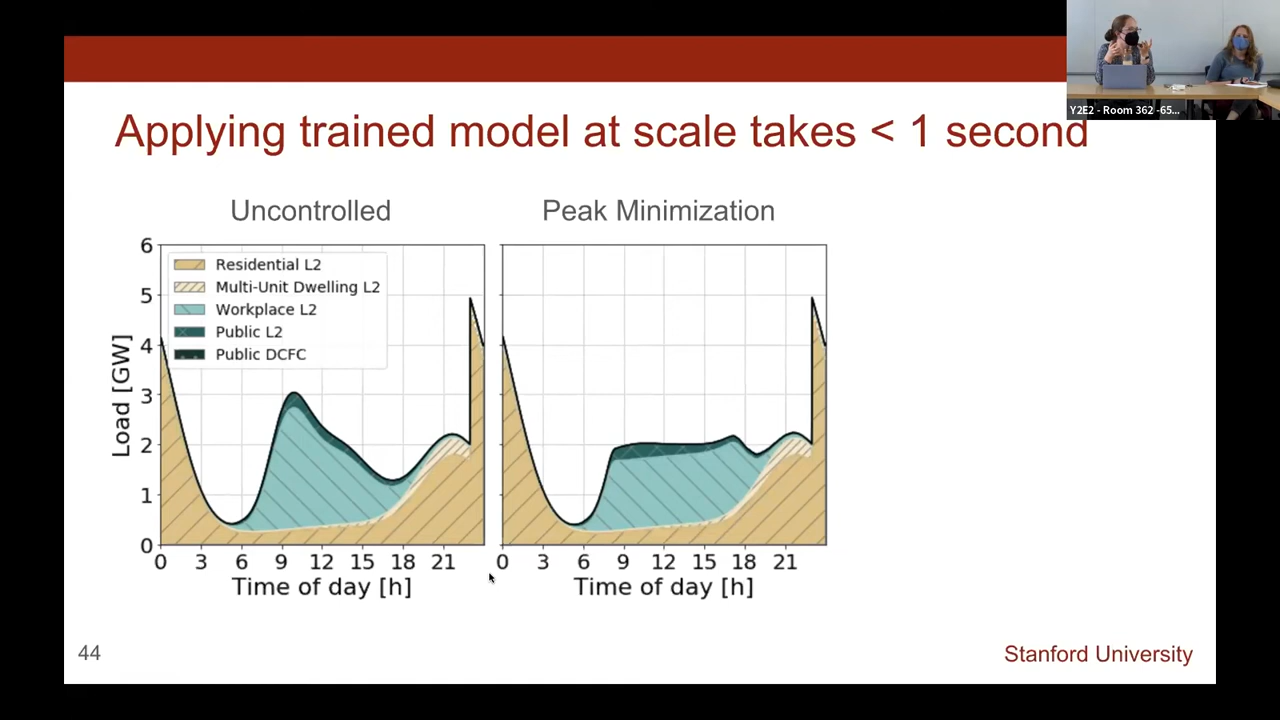 Y2E2 - Room 362 -65...
Applying trained model at scale takes < 1 second
Uncontrolled
Peak Minimization
Residential L2
Multi-Unit Dwelling L2
Workplace L2
Public L2
Public DCFC
Load [GW]
6
5
4
3
2
1
0
0 3 6 9 12 15 18 21
Time of day [h]
0 3 6 9 12 15 18 21
Time of day [h]
44
Stanford University